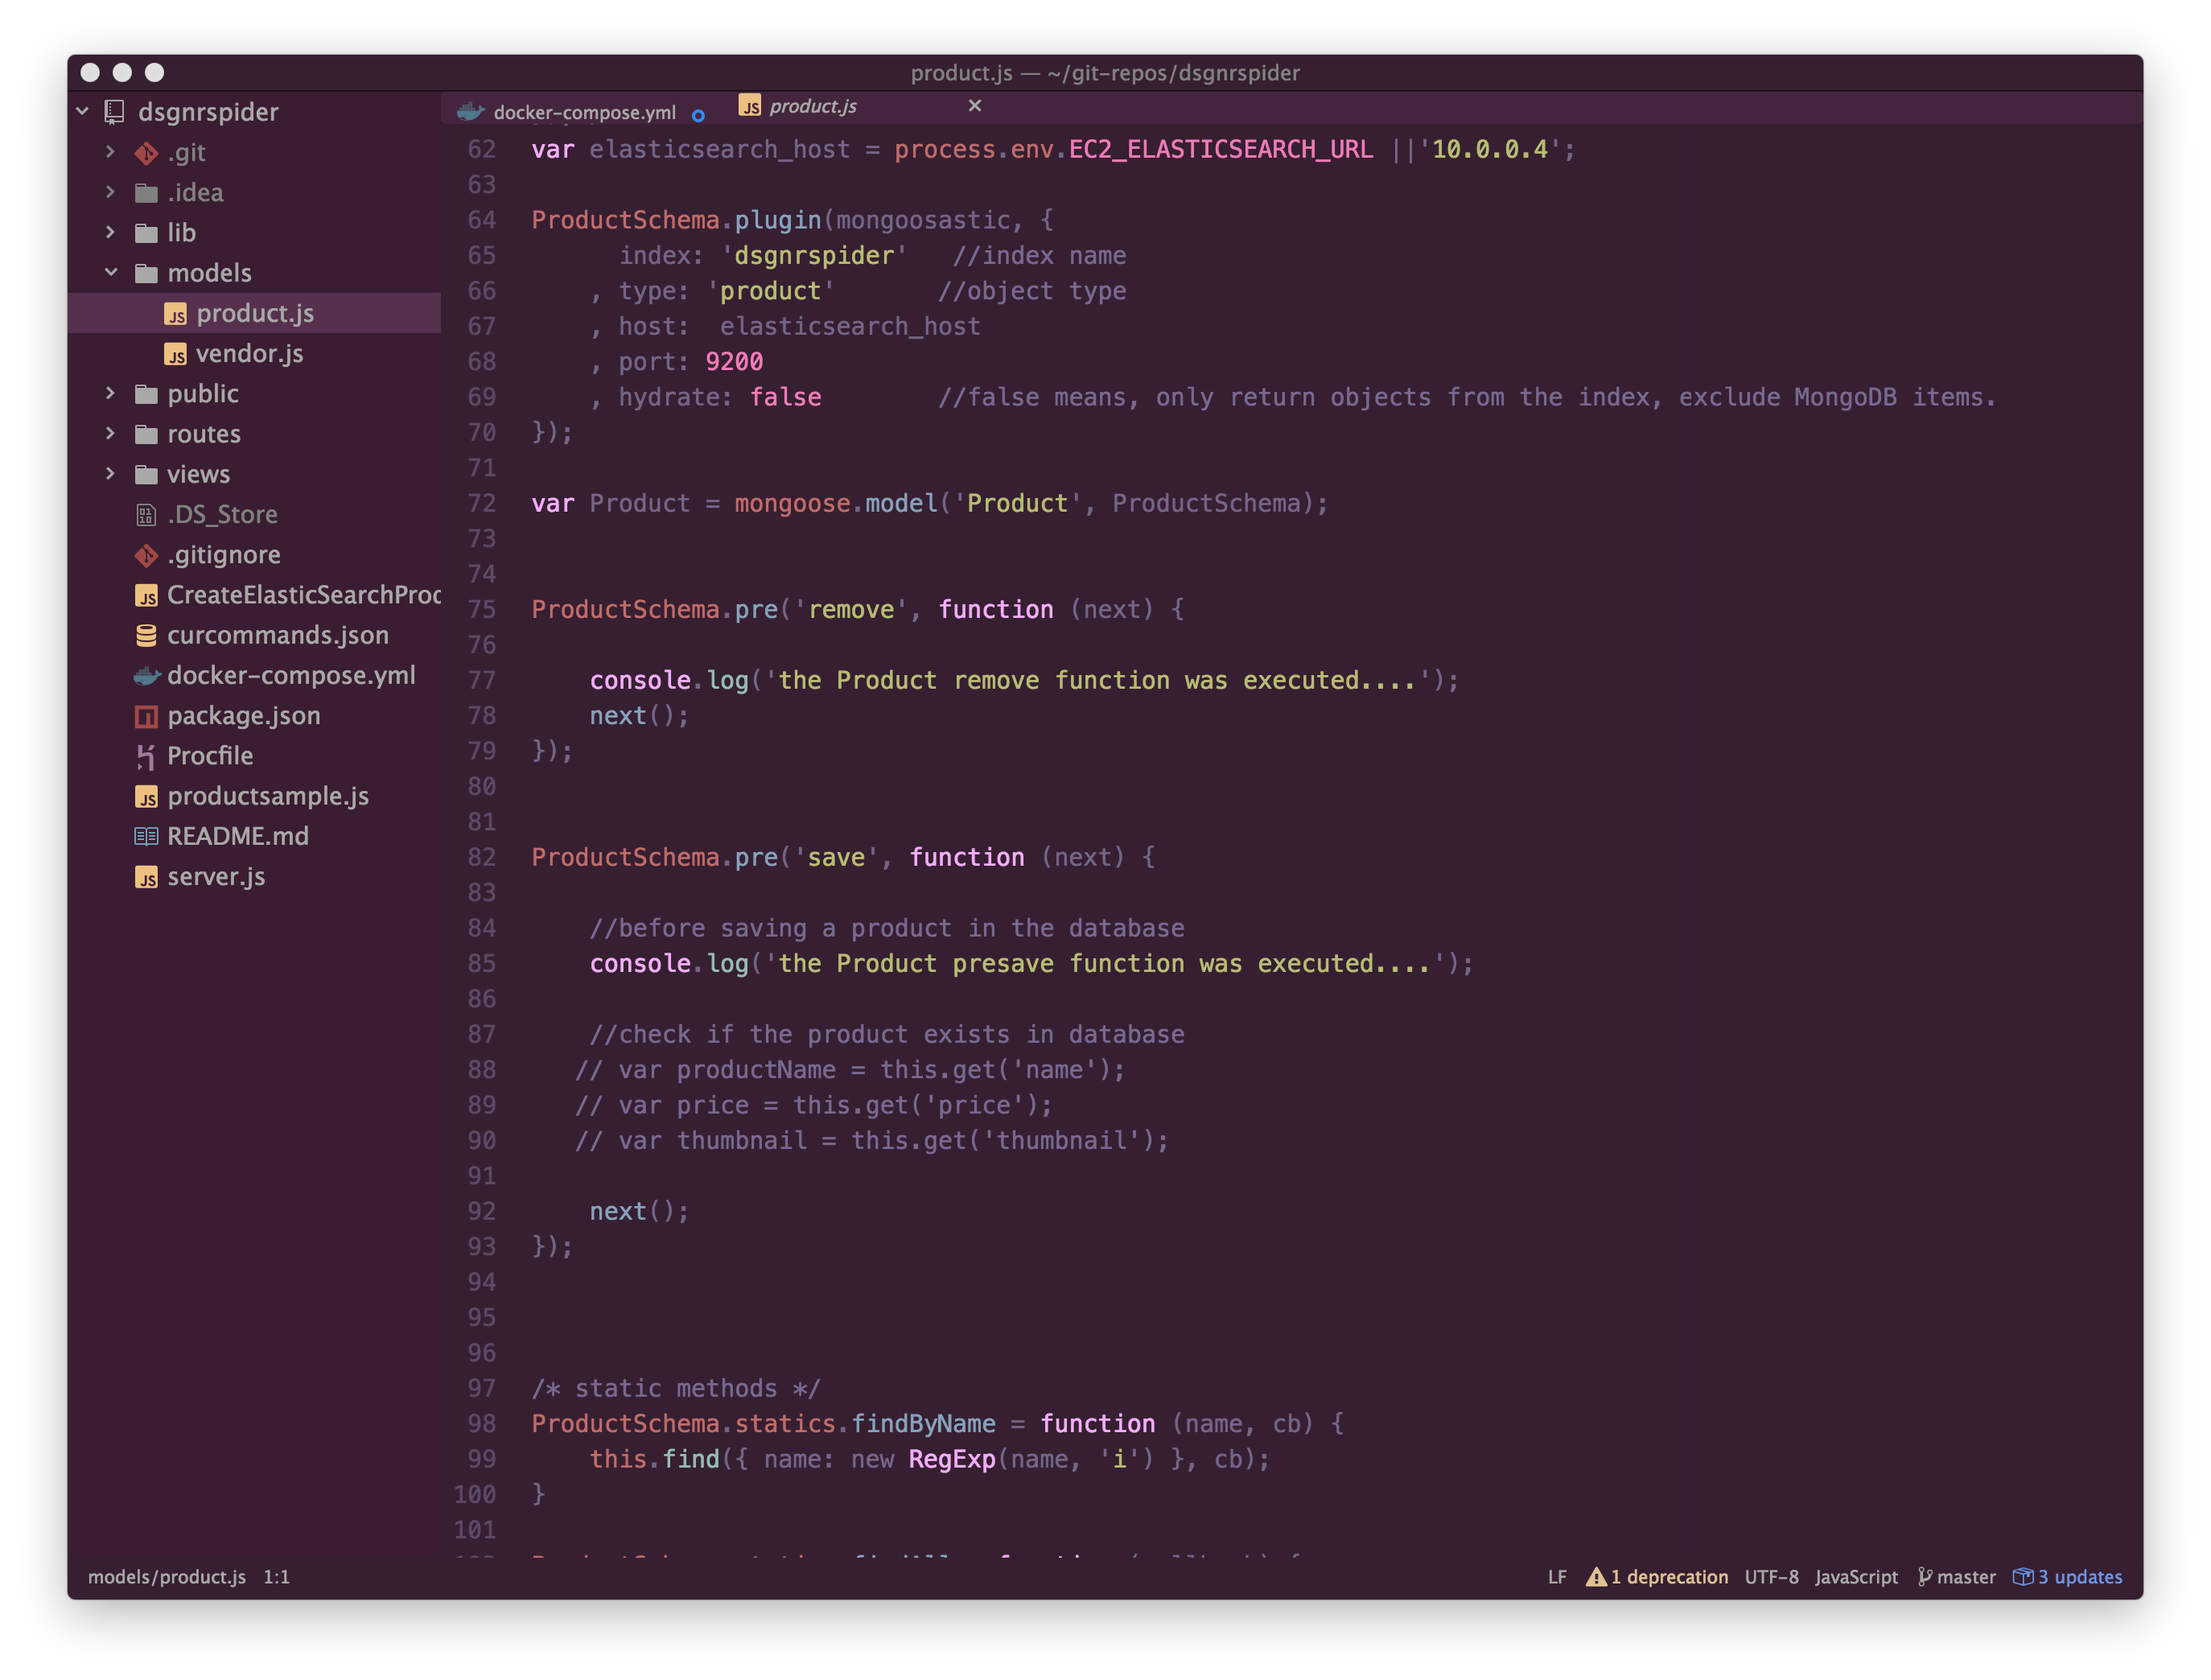 product.js — ~/git-repos/dsgnrspider
dsgnrspider
.git
.idea
lib
models
product.js
vendor.js
public
routes
views
.DS_Store
.gitignore
CreateElasticSearchProd
curcommands.json
docker-compose.yml
package.json
Procfile
productsample.js
README.md
server.js
docker-compose.yml
product.js
62 var elasticsearch_host = process.env.EC2_ELASTICSEARCH_URL ||'10.0.0.4';
63
64 ProductSchema.plugin(mongoosastic, {
65 index: 'dsgnrspider' //index name
66 , type: 'product' //object type
67 , host: elasticsearch_host
68 , port: 9200
69 , hydrate: false //false means, only return objects from the index, exclude MongoDB items.
70 });
71
72 var Product = mongoose.model('Product', ProductSchema);
73
74
75 ProductSchema.pre('remove', function (next) {
76
77 console.log('the Product remove function was executed....');
78 next();
79 });
80
81
82 ProductSchema.pre('save', function (next) {
83
84 //before saving a product in the database
85 console.log('the Product presave function was executed....');
86
87 //check if the product exists in database
88 // var productName = this.get('name');
89 // var price = this.get('price');
90 // var thumbnail = this.get('thumbnail');
91
92 next();
93 });
94
95
96
97 /* static methods */
98 ProductSchema.statics.findByName = function (name, cb) {
99 this.find({ name: new RegExp(name, 'i') }, cb);
100 }
101
models/product.js 1:1
LF 1 deprecation UTF-8 JavaScript master 3 updates